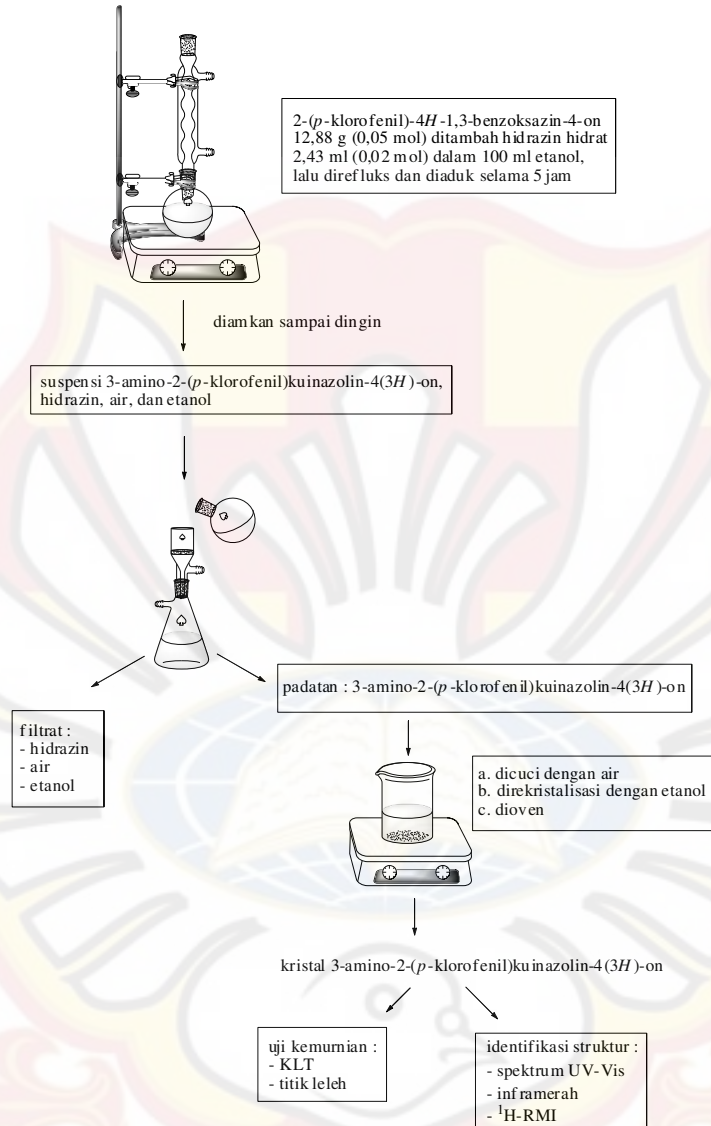 2-(p-klorofenil)-4H-1,3-benzoksazin-4-on
12,88 g (0,05 mol) ditambah hidrazin hidrat
2,43 ml (0,02 mol) dalam 100 ml etanol,
lalu direfluks dan diaduk selama 5 jam
diamkan sampai dingin
suspensi 3-amino-2-(p-klorofenil)kuinazolin-4(3H)-on,
hidrazin, air, dan etanol
padatan : 3-amino-2-(p-klorofenil)kuinazolin-4(3H)-on
filtrat :
- hidrazin
- air
- etanol
a. dicuci dengan air
b. direkristalisasi dengan etanol
c. dioven
kristal 3-amino-2-(p-klorofenil)kuinazolin-4(3H)-on
uji kemurnian :
- KLT
- titik leleh
identifikasi struktur :
- spektrum UV-Vis
- inframerah
- ¹H-RMI